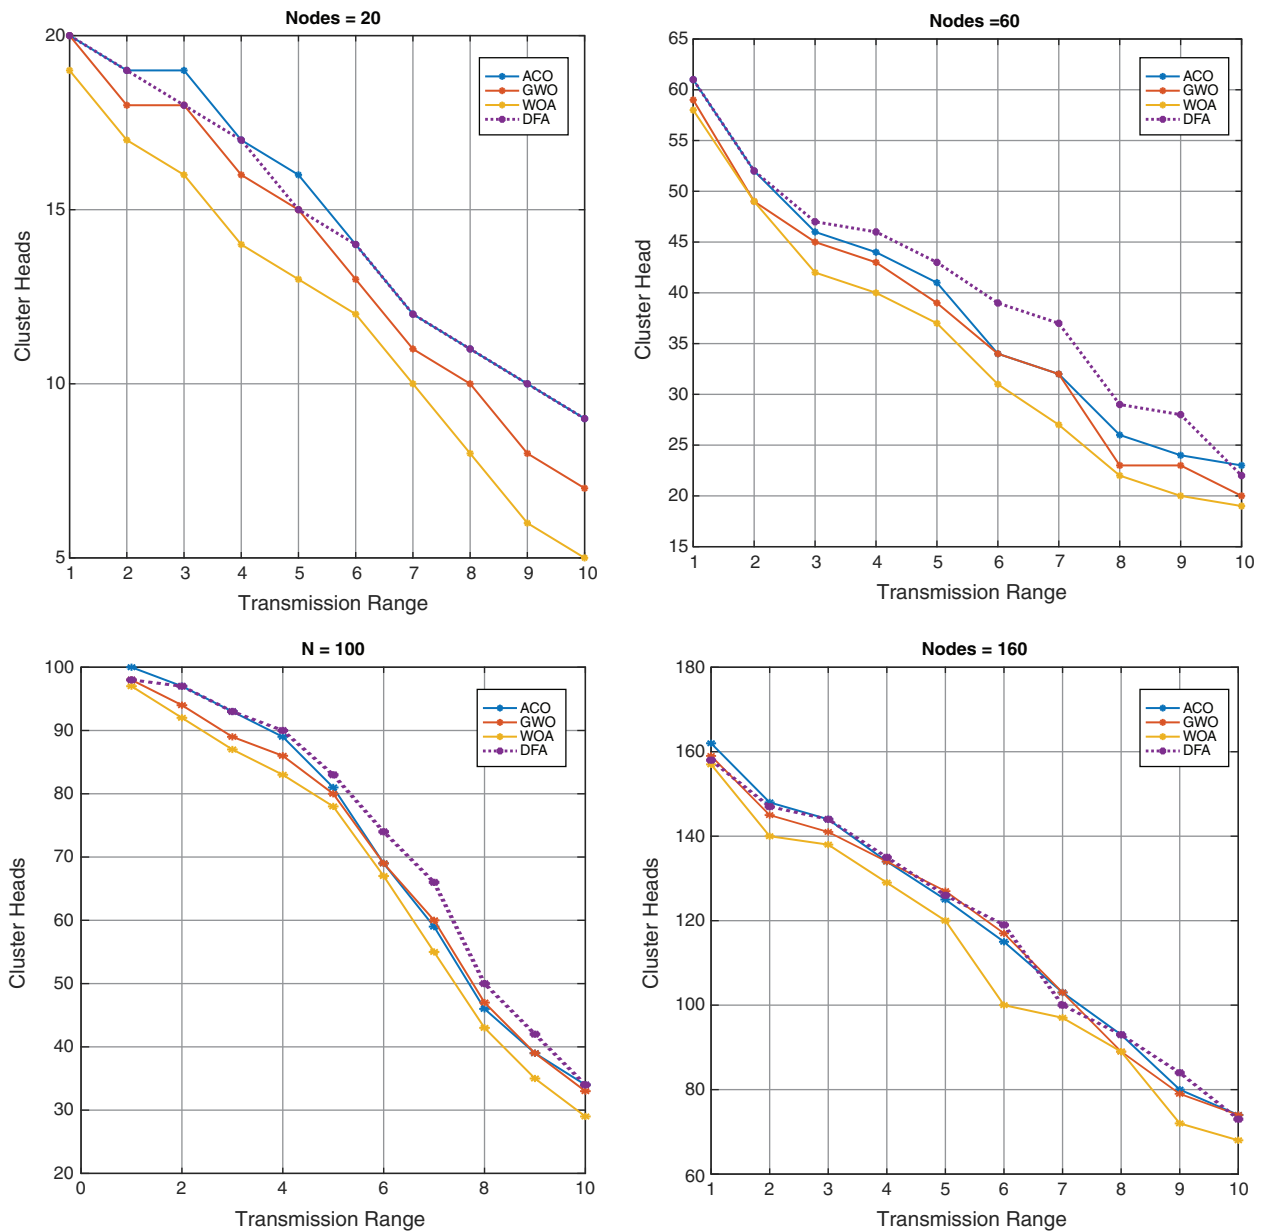 Nodes = 20
20
15
10
5
Cluster Heads
ACO
GWO
WOA
DFA
1 2 3 4 5 6 7 8 9 10
Transmission Range
Nodes =60
65
60
55
50
45
40
35
30
25
20
15
Cluster Head
ACO
GWO
WOA
DFA
1 2 3 4 5 6 7 8 9 10
Transmission Range
N = 100
100
90
80
70
60
50
40
30
20
Cluster Heads
ACO
GWO
WOA
DFA
0 2 4 6 8 10
Transmission Range
Nodes = 160
180
160
140
120
100
80
60
Cluster Heads
ACO
GWO
WOA
DFA
1 2 3 4 5 6 7 8 9 10
Transmission Range